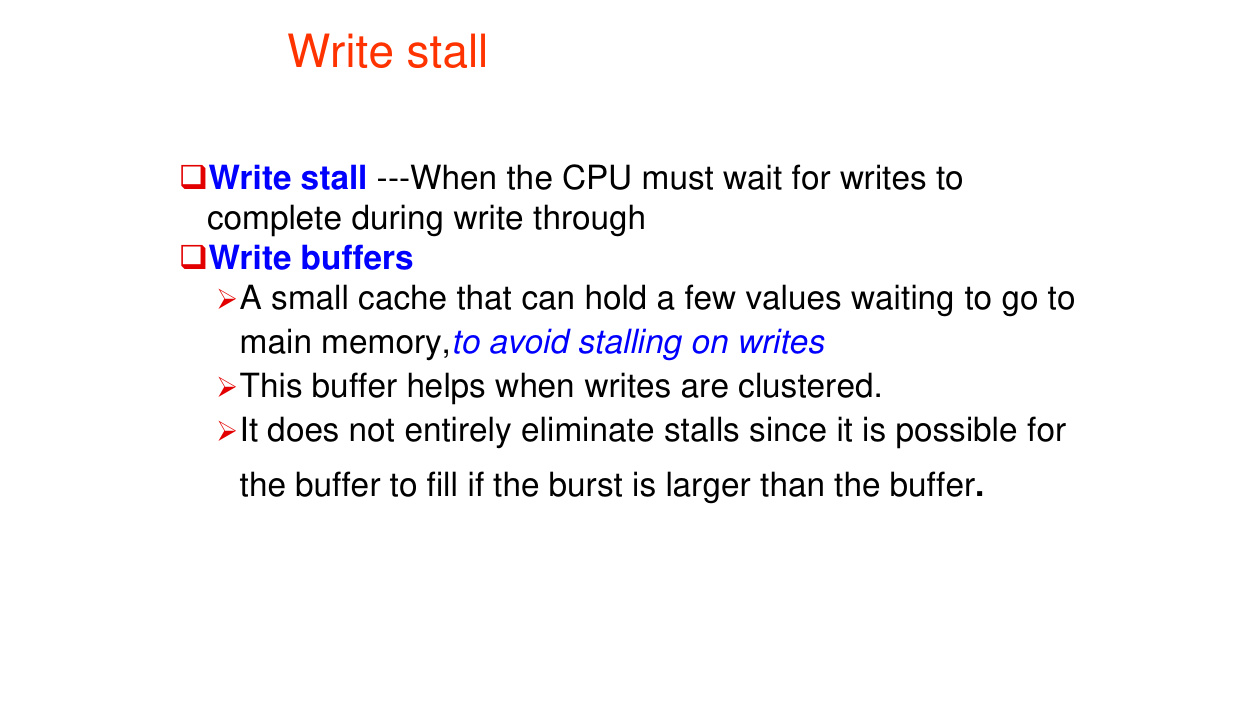 Write stall
❑Write stall ---When the CPU must wait for writes to
complete during write through
❑Write buffers
➢A small cache that can hold a few values waiting to go to
main memory,to avoid stalling on writes
➢This buffer helps when writes are clustered.
➢It does not entirely eliminate stalls since it is possible for
the buffer to fill if the burst is larger than the buffer.